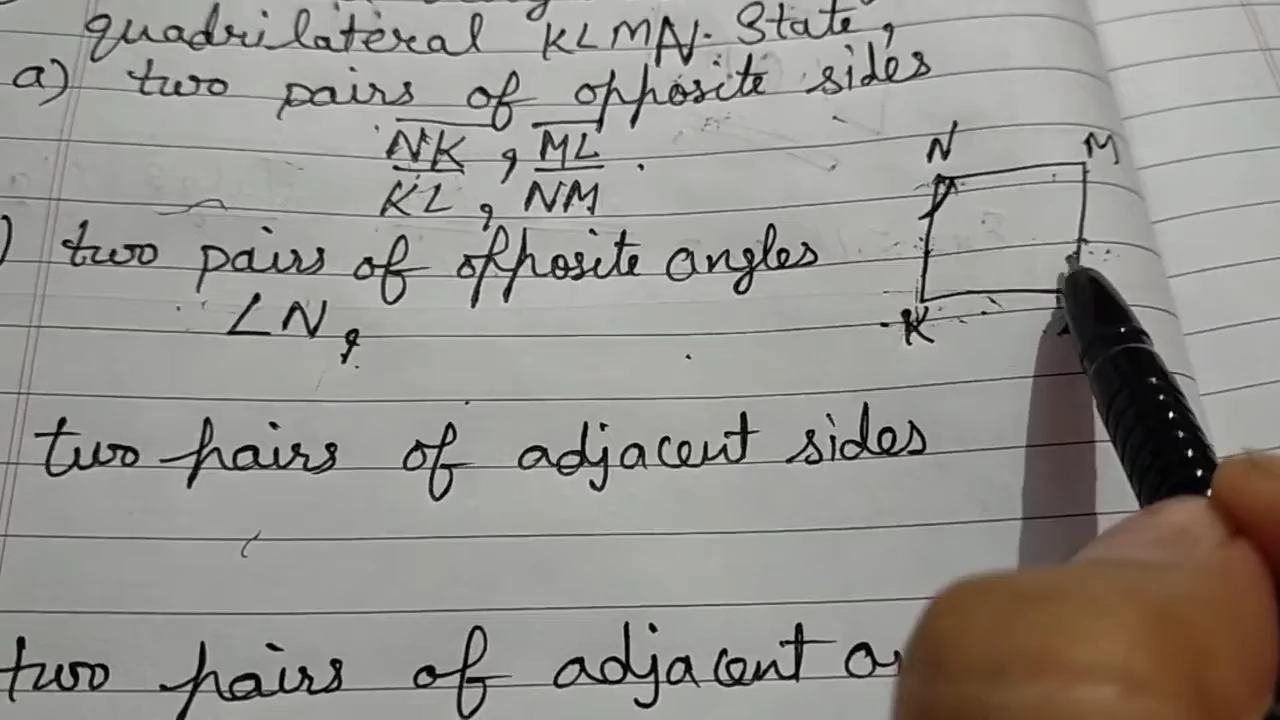 quadrilateral KLMN. State,
a) two pairs of opposite sides
NK, ML.
KL, NM
) two pairs of opposite angles
∠N,
two pairs of adjacent sides
two pairs of adjacent
N M
K